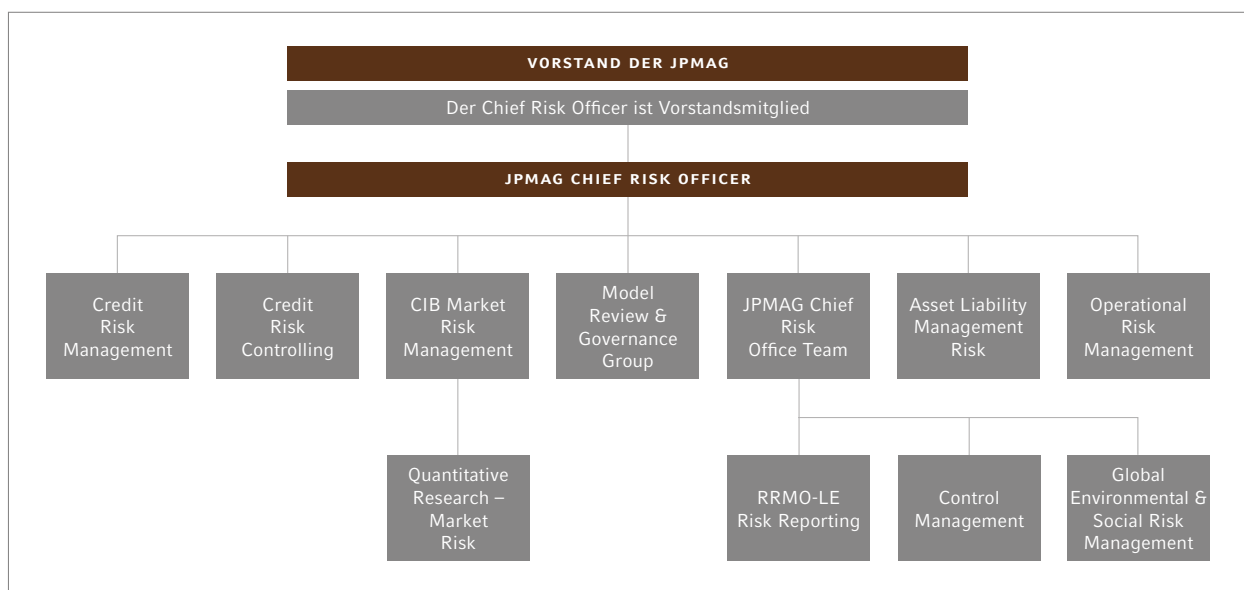 VORSTAND DER JPMAG
Der Chief Risk Officer ist Vorstandsmitglied
JPMAG CHIEF RISK OFFICER
Credit
Risk
Management
Credit
Risk
Controlling
CIB Market
Risk
Management
Model
Review &
Governance
Group
JPMAG Chief
Risk
Office Team
Asset Liability
Management
Risk
Operational
Risk
Management
Quantitative
Research –
Market
Risk
RRMO-LE
Risk Reporting
Control
Management
Global
Environmental &
Social Risk
Management